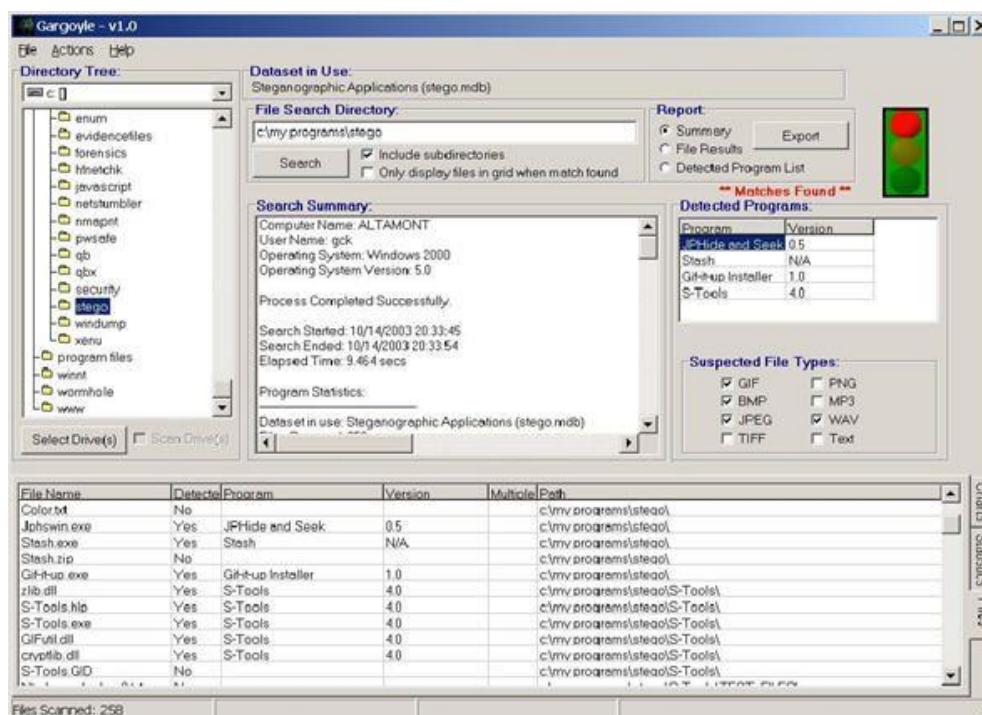 Gargoyle - v1.0
File Actions Help
Directory Tree:
c: []
enum
evidencefiles
forensics
hfnetchk
javascript
netstumbler
nmapnt
pwsafe
qb
qbx
security
stego
windump
xenu
program files
winnt
wormhole
www
Select Drive(s) Scan Drive(s)
Dataset in Use:
Steganographic Applications (stego.mdb)
File Search Directory:
c:\my programs\stego
Search
Include subdirectories
Only display files in grid when match found
Report:
Summary
File Results
Detected Program List
Export
** Matches Found **
Search Summary:
Computer Name: ALTAMONT
User Name: gck
Operating System: Windows 2000
Operating System Version: 5.0
Process Completed Successfully.
Search Started: 10/14/2003 20:33:45
Search Ended: 10/14/2003 20:33:54
Elapsed Time: 9.464 secs
Program Statistics:
Dataset in use: Steganographic Applications (stego.mdb)
Detected Programs:
Program Version
JPHide and Seek 0.5
Stash N/A
Gif-it-up Installer 1.0
S-Tools 4.0
Suspected File Types:
GIF PNG
BMP MP3
JPEG WAV
TIFF Text
File Name Detecte Program Version Multiple Path
Color.txt No c:\my programs\stego\
Jphswin.exe Yes JPHide and Seek 0.5 c:\my programs\stego\
Stash.exe Yes Stash N/A c:\my programs\stego\
Stash.zip No c:\my programs\stego\
Gif-it-up.exe Yes Gif-it-up Installer 1.0 c:\my programs\stego\
zlib.dll Yes S-Tools 4.0 c:\my programs\stego\S-Tools\
S-Tools.hlp Yes S-Tools 4.0 c:\my programs\stego\S-Tools\
S-Tools.exe Yes S-Tools 4.0 c:\my programs\stego\S-Tools\
GIFutil.dll Yes S-Tools 4.0 c:\my programs\stego\S-Tools\
cryptlib.dll Yes S-Tools 4.0 c:\my programs\stego\S-Tools\
S-Tools.GID No c:\my programs\stego\S-Tools\
Charts
Statistics
Files Scanned: 258